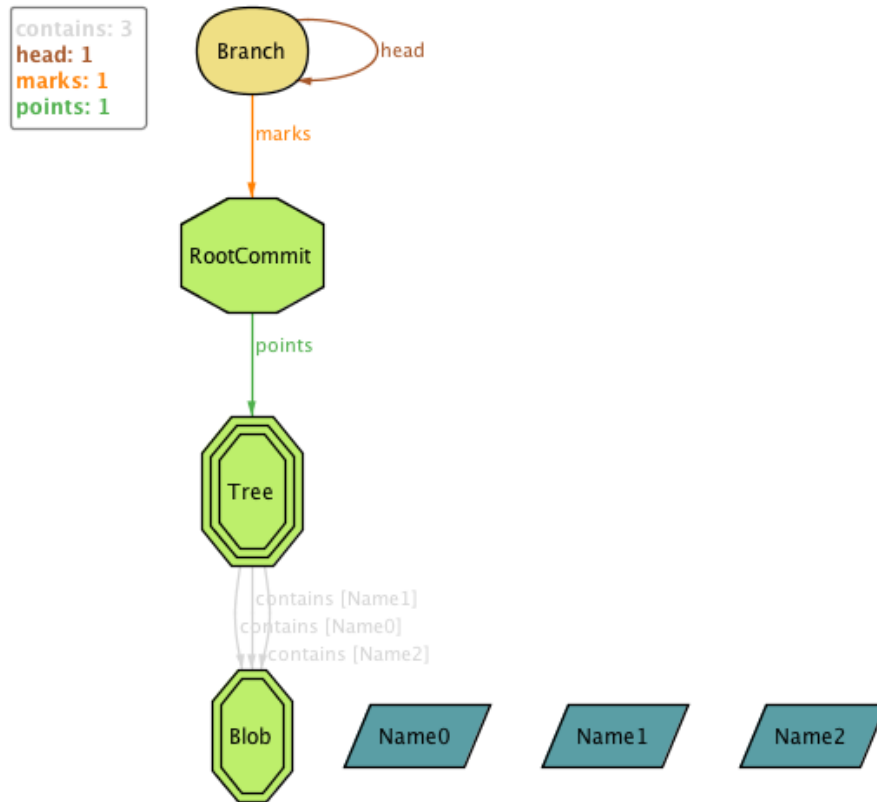 contains: 3
head: 1
marks: 1
points: 1
Branch
head
marks
RootCommit
points
Tree
contains [Name1]
contains [Name0]
contains [Name2]
Blob
Name0
Name1
Name2